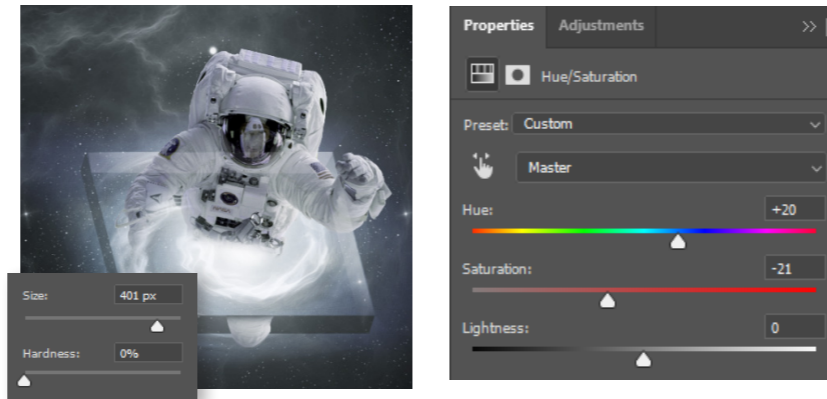 Size:
401 px
Hardness:
0%
Properties
Adjustments
Hue/Saturation
Preset:
Custom
Master
Hue:
+20
Saturation:
-21
Lightness:
0